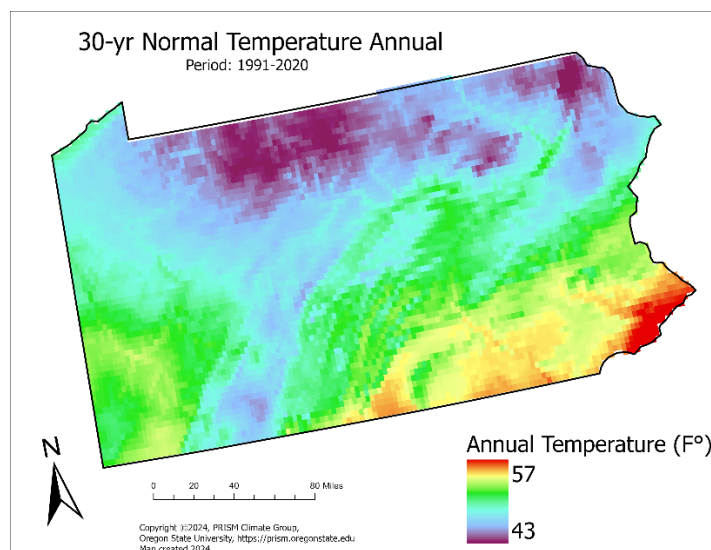 30-yr Normal Temperature Annual
Period: 1991-2020
N
0 20 40 80 Miles
Annual Temperature (F°)
57
43
Copyright ©2024, PRISM Climate Group,
Oregon State University, https://prism.oregonstate.edu
Map created 2024